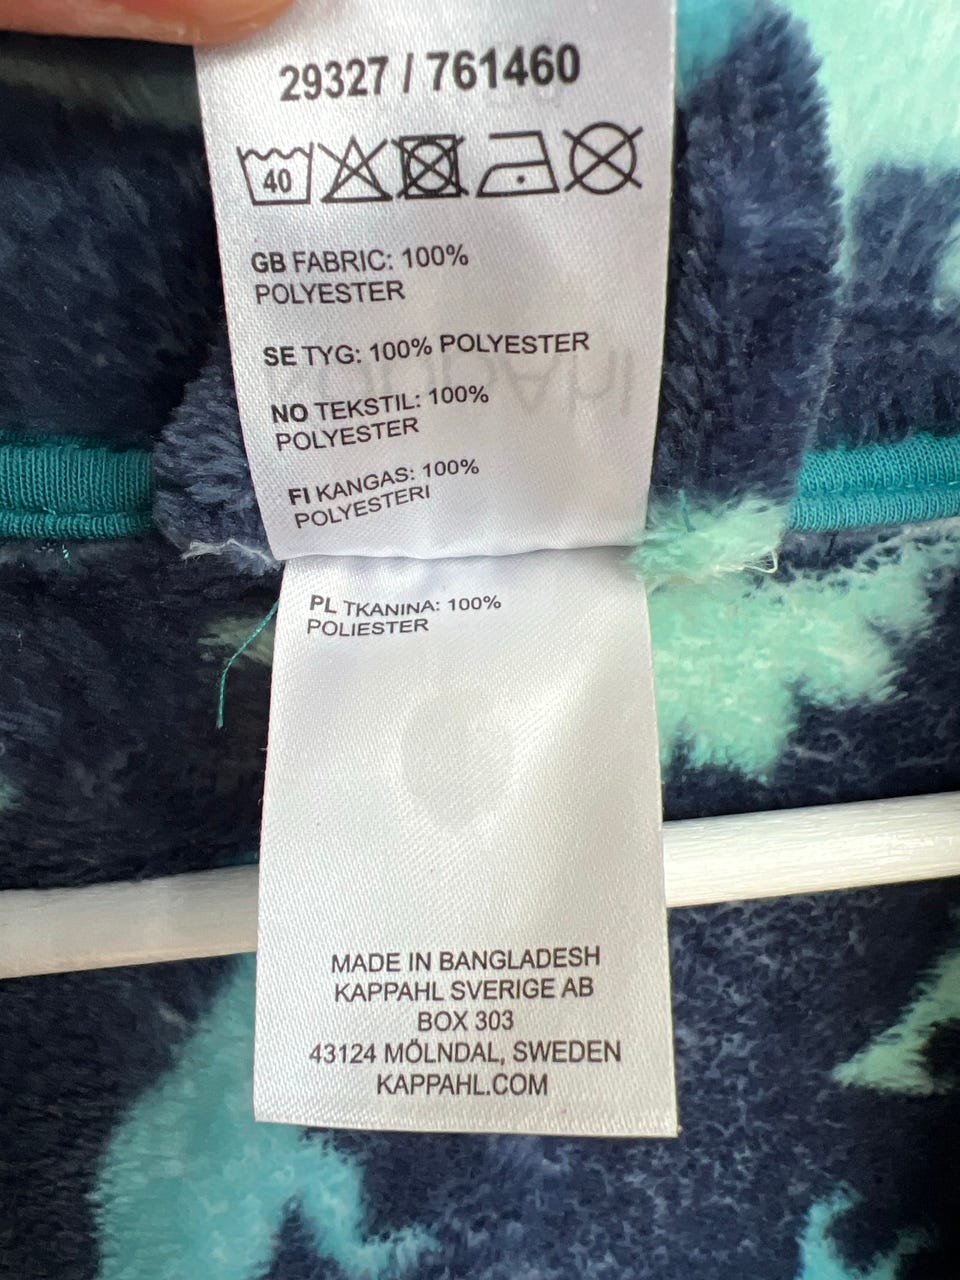 29327 / 761460
40
GB FABRIC: 100%
POLYESTER
SE TYG: 100% POLYESTER
NO TEKSTIL: 100%
POLYESTER
FI KANGAS: 100%
POLYESTERI
PL TKANINA: 100%
POLIESTER
MADE IN BANGLADESH
KAPPAHL SVERIGE AB
BOX 303
43124 MÖLNDAL, SWEDEN
KAPPAHL.COM